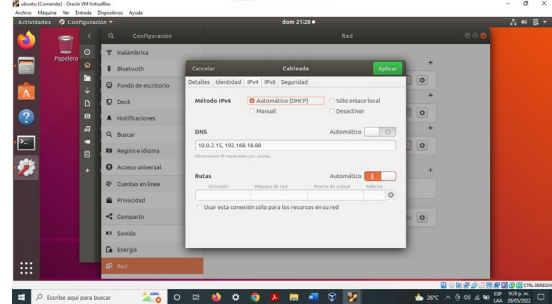 ubuntu [Corriendo] - Oracle VM VirtualBox
Archivo Máquina Ver Entrada Dispositivos Ayuda
Actividades Configuración dom 21:28
Configuración Red
Papelera
Inalámbrica
Bluetooth
Fondo de escritorio
Dock
Notificaciones
Buscar
Región e idioma
Acceso universal
Cuentas en línea
Privacidad
Compartir
Sonido
Energía
Red
Cancelar Cableada Aplicar
Detalles Identidad IPv4 IPv6 Seguridad
Método IPv4 Automático (DHCP) Sólo enlace local
Manual Desactivar
DNS Automático
10.0.2.15, 192.168.18.88
Direcciones IP separadas por comas
Rutas Automático
Dirección Máscara de red Puerta de enlace Métrica
Usar esta conexión sólo para los recursos en su red
CTRL DERECHO
Escribe aquí para buscar
26°C
ESP 9:28 p. m.
LAA 29/05/2022